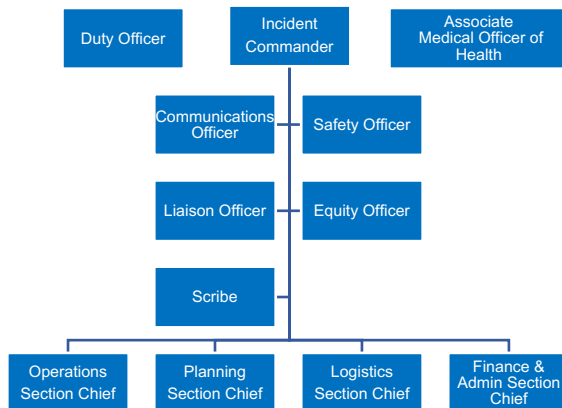 Duty Officer
Incident
Commander
Associate
Medical Officer of
Health
Communications
Officer
Safety Officer
Liaison Officer
Equity Officer
Scribe
Operations
Section Chief
Planning
Section Chief
Logistics
Section Chief
Finance &
Admin Section
Chief